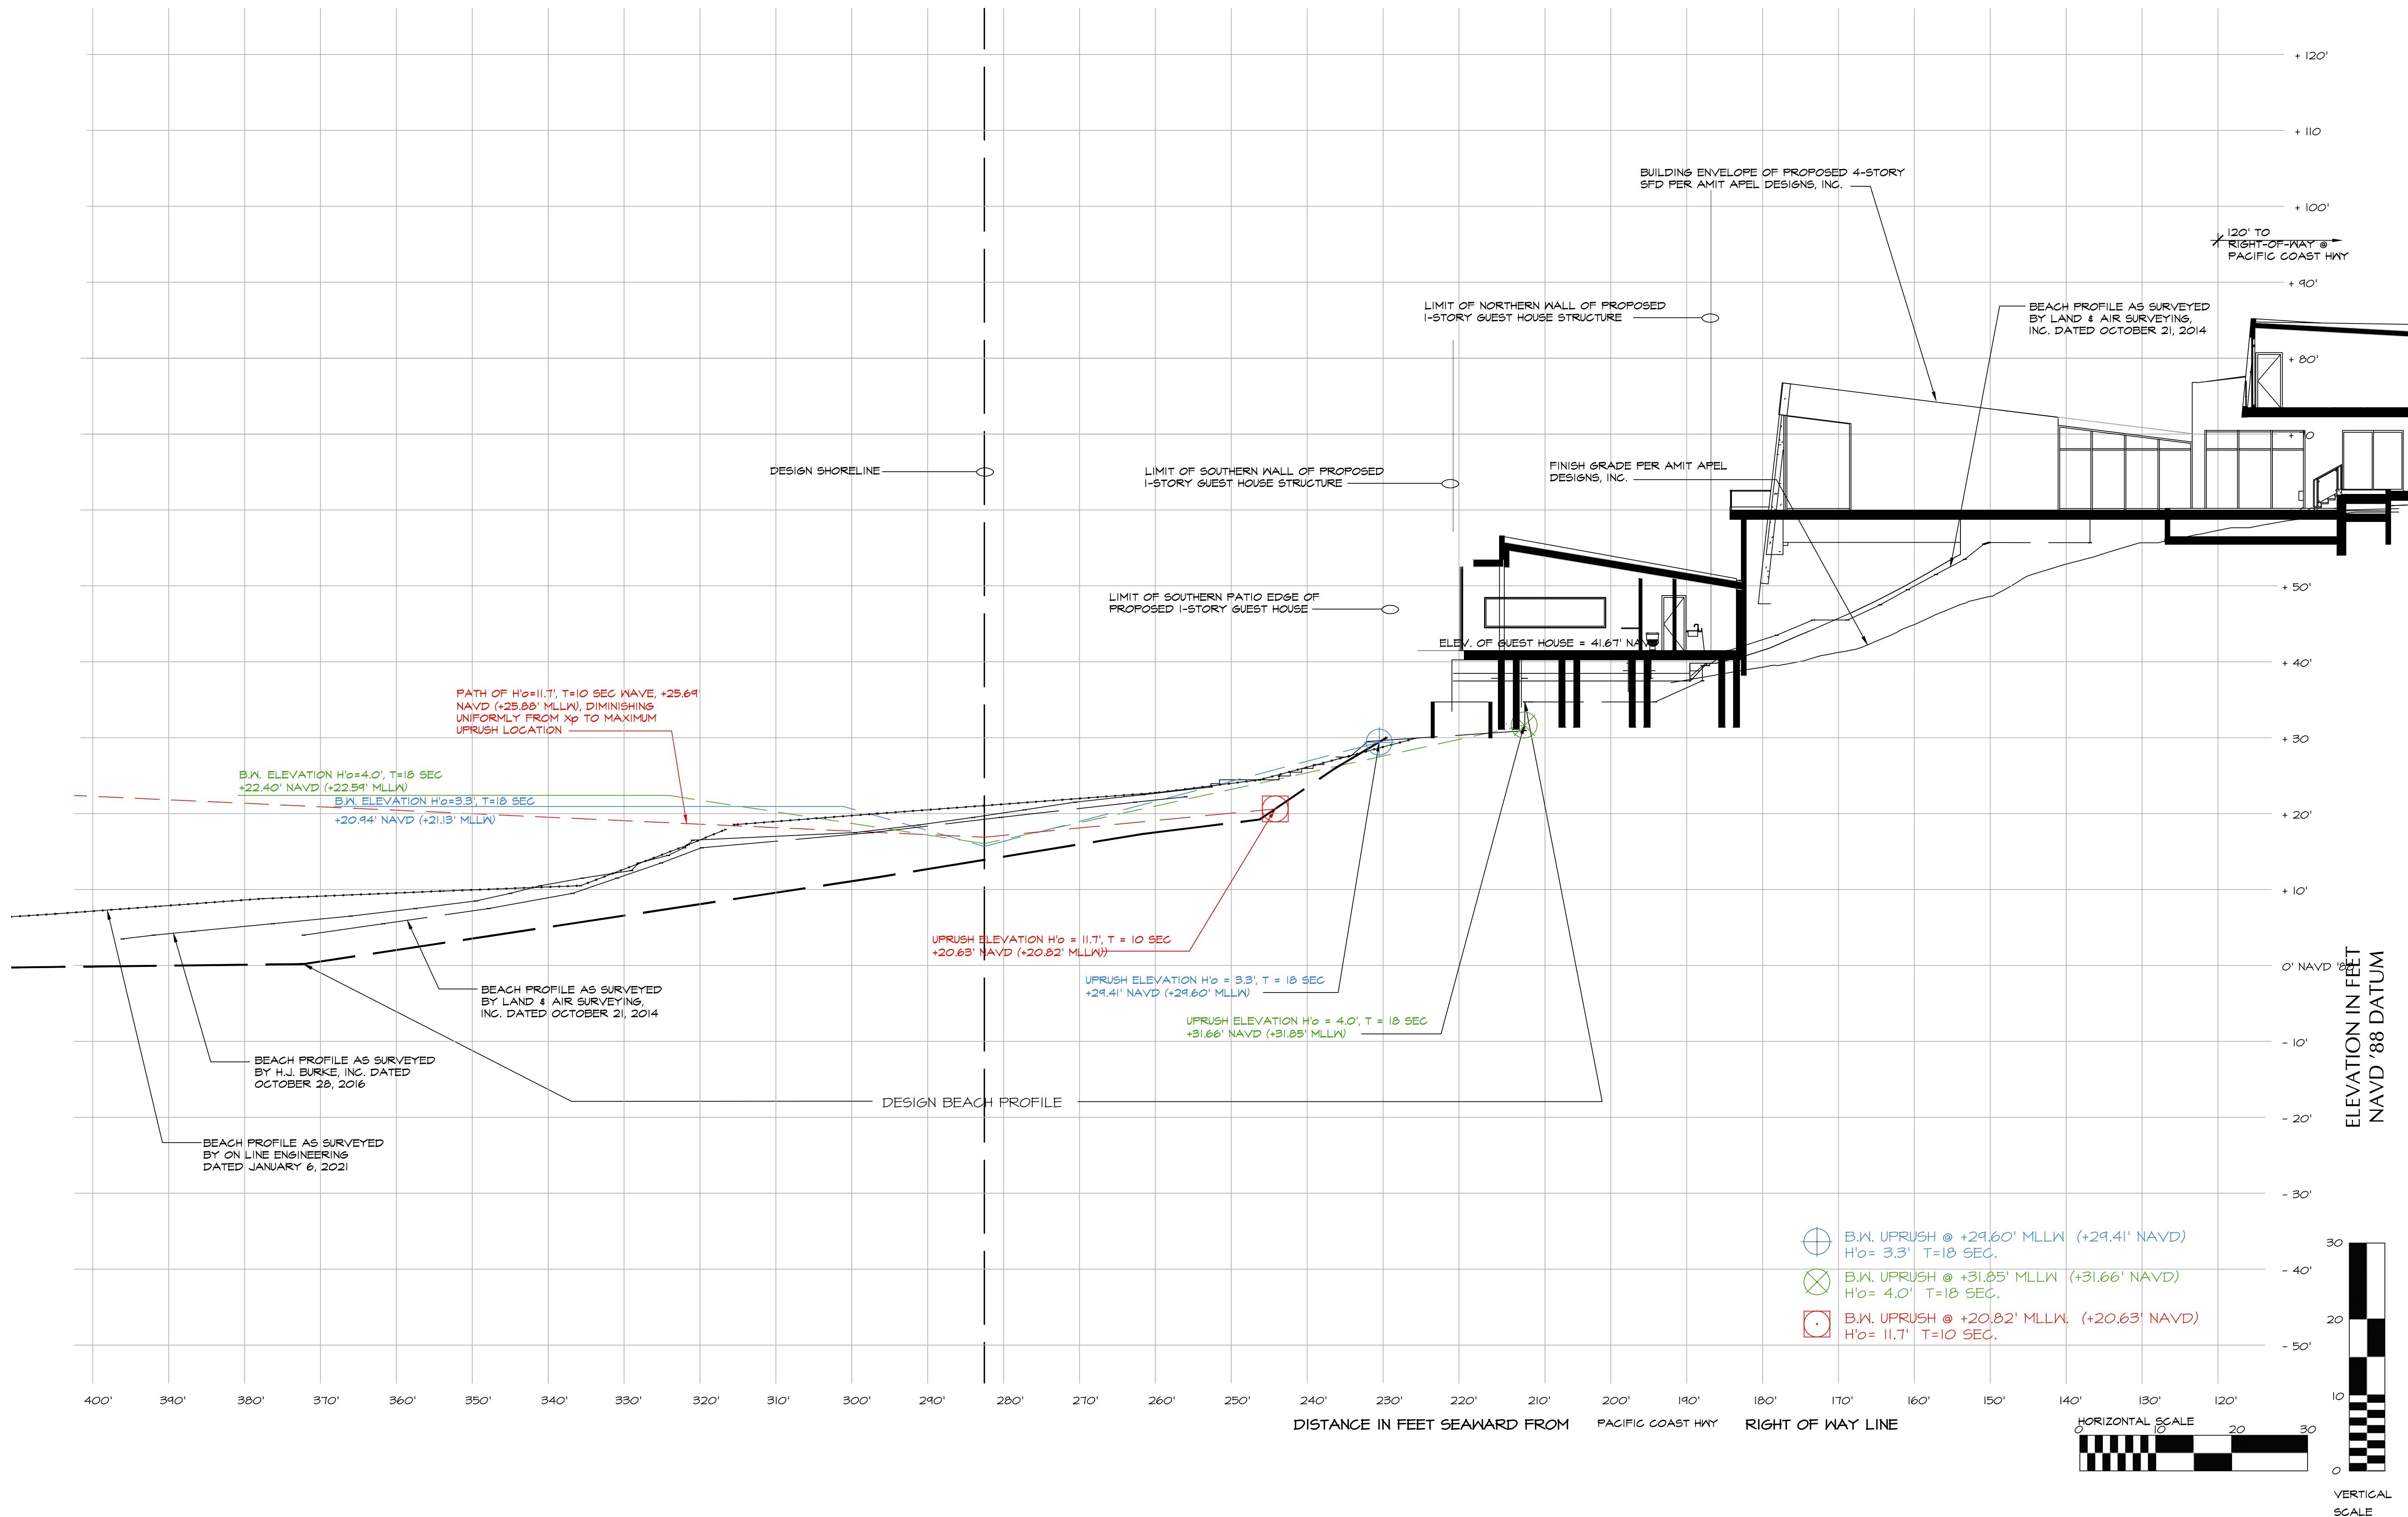 + 120'
+ 110
BUILDING ENVELOPE OF PROPOSED 4-STORY
SFD PER AMIT APEL DESIGNS, INC.
+ 100'
120' TO
RIGHT-OF-WAY @
PACIFIC COAST HWY
+ 90'
LIMIT OF NORTHERN WALL OF PROPOSED
1-STORY GUEST HOUSE STRUCTURE
BEACH PROFILE AS SURVEYED
BY LAND & AIR SURVEYING,
INC. DATED OCTOBER 21, 2014
+ 80'
DESIGN SHORELINE
LIMIT OF SOUTHERN WALL OF PROPOSED
1-STORY GUEST HOUSE STRUCTURE
FINISH GRADE PER AMIT APEL
DESIGNS, INC.
LIMIT OF SOUTHERN PATIO EDGE OF
PROPOSED 1-STORY GUEST HOUSE
+ 50'
ELEV. OF GUEST HOUSE = 41.67' NAVD
+ 40'
PATH OF H'o=11.7', T=10 SEC WAVE, +25.69'
NAVD (+25.88' MLLW), DIMINISHING
UNIFORMLY FROM Xp TO MAXIMUM
UPRUSH LOCATION
+ 30
B.W. ELEVATION H'o=4.0', T=18 SEC
+22.40' NAVD (+22.59' MLLW)
B.W. ELEVATION H'o=3.3', T=18 SEC
+20.94' NAVD (+21.13' MLLW)
+ 20'
+ 10'
UPRUSH ELEVATION H'o = 11.7', T = 10 SEC
+20.63' NAVD (+20.82' MLLW))
0' NAVD '88
UPRUSH ELEVATION H'o = 3.3', T = 18 SEC
+29.41' NAVD (+29.60' MLLW)
UPRUSH ELEVATION H'o = 4.0', T = 18 SEC
+31.66' NAVD (+31.85' MLLW)
BEACH PROFILE AS SURVEYED
BY LAND & AIR SURVEYING,
INC. DATED OCTOBER 21, 2014
- 10'
BEACH PROFILE AS SURVEYED
BY H.J. BURKE, INC. DATED
OCTOBER 28, 2016
DESIGN BEACH PROFILE
- 20'
BEACH PROFILE AS SURVEYED
BY ON LINE ENGINEERING
DATED JANUARY 6, 2021
ELEVATION IN FEET
NAVD '88 DATUM
- 30'
- 40'
- 50'
B.W. UPRUSH @ +29.60' MLLW (+29.41' NAVD)
H'o= 3.3' T=18 SEC.
B.W. UPRUSH @ +31.85' MLLW (+31.66' NAVD)
H'o= 4.0' T=18 SEC.
B.W. UPRUSH @ +20.82' MLLW. (+20.63' NAVD)
H'o= 11.7' T=10 SEC.
400' 390' 380' 370' 360' 350' 340' 330' 320' 310' 300' 290' 280' 270' 260' 250' 240' 230' 220' 210' 200' 190' 180' 170' 160' 150' 140' 130' 120'
DISTANCE IN FEET SEAWARD FROM PACIFIC COAST HWY RIGHT OF WAY LINE
HORIZONTAL SCALE
0 10 20 30
30
20
10
0
VERTICAL
SCALE